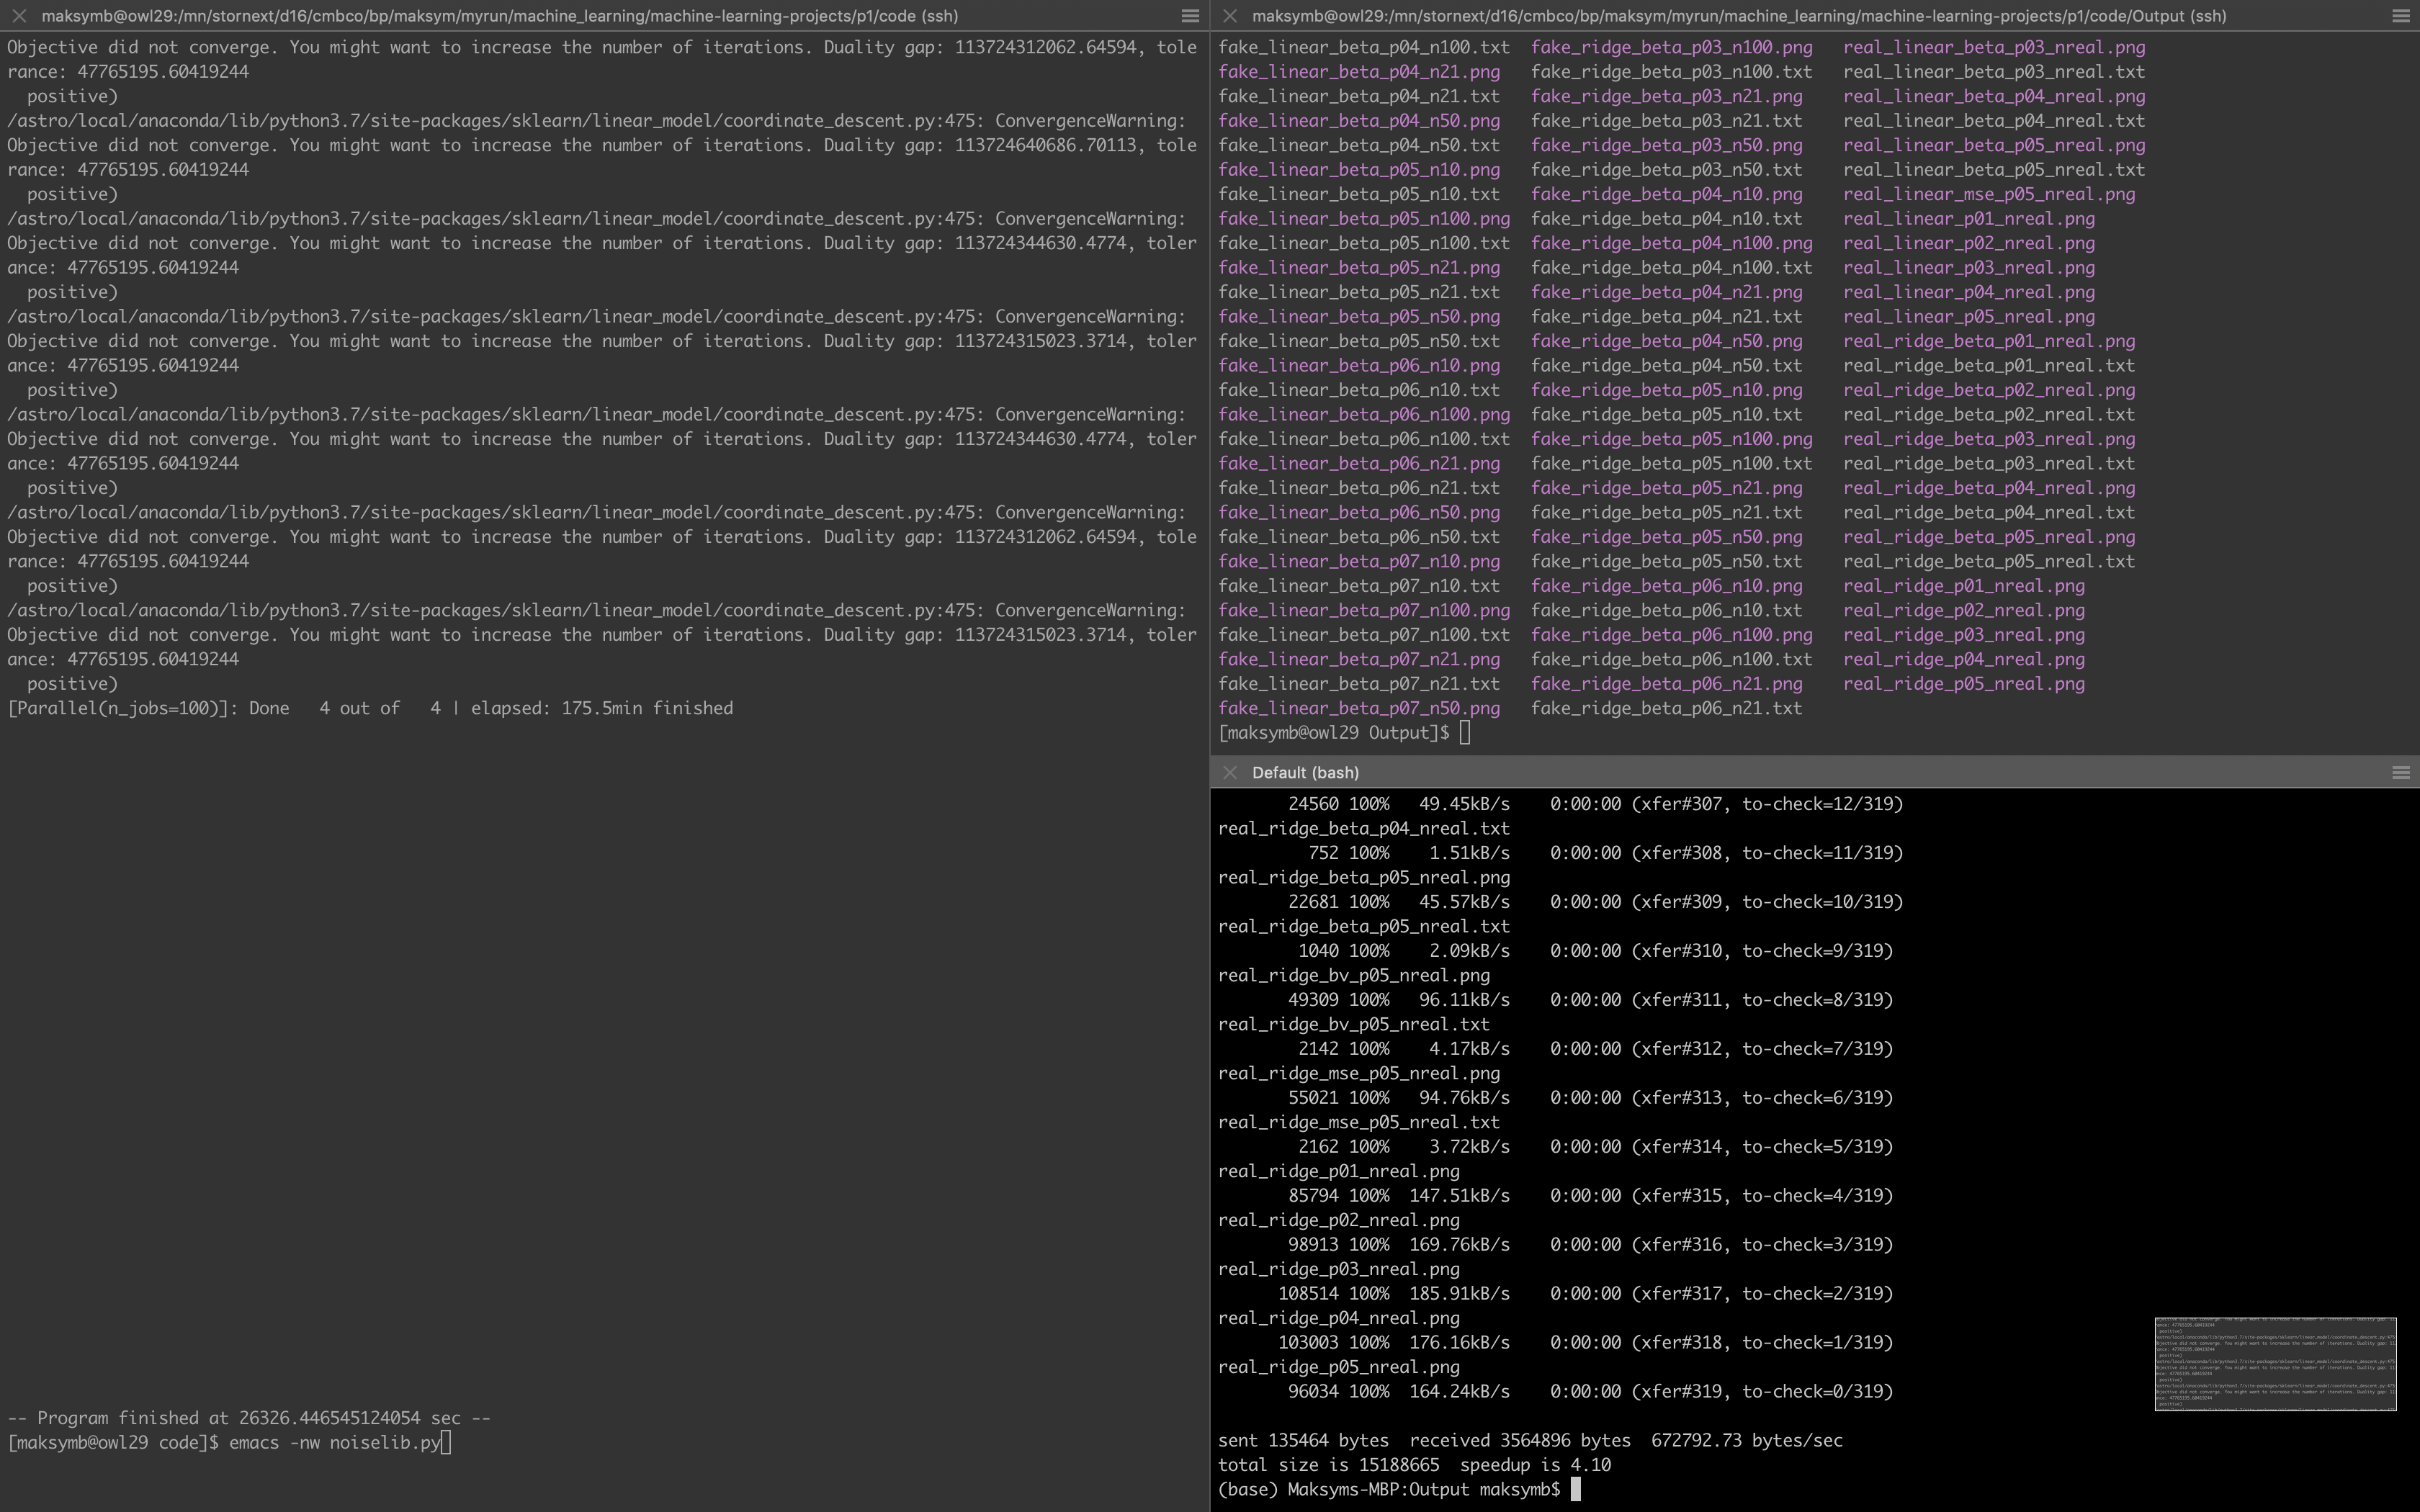 maksymb@owl29:/mn/stornext/d16/cmbco/bp/maksym/myrun/machine_learning/machine-learning-projects/p1/code (ssh)
Objective did not converge. You might want to increase the number of iterations. Duality gap: 113724312062.64594, tole
rance: 47765195.60419244
  positive)
/astro/local/anaconda/lib/python3.7/site-packages/sklearn/linear_model/coordinate_descent.py:475: ConvergenceWarning:
Objective did not converge. You might want to increase the number of iterations. Duality gap: 113724640686.70113, tole
rance: 47765195.60419244
  positive)
/astro/local/anaconda/lib/python3.7/site-packages/sklearn/linear_model/coordinate_descent.py:475: ConvergenceWarning:
Objective did not converge. You might want to increase the number of iterations. Duality gap: 113724344630.4774, toler
ance: 47765195.60419244
  positive)
/astro/local/anaconda/lib/python3.7/site-packages/sklearn/linear_model/coordinate_descent.py:475: ConvergenceWarning:
Objective did not converge. You might want to increase the number of iterations. Duality gap: 113724315023.3714, toler
ance: 47765195.60419244
  positive)
/astro/local/anaconda/lib/python3.7/site-packages/sklearn/linear_model/coordinate_descent.py:475: ConvergenceWarning:
Objective did not converge. You might want to increase the number of iterations. Duality gap: 113724344630.4774, toler
ance: 47765195.60419244
  positive)
/astro/local/anaconda/lib/python3.7/site-packages/sklearn/linear_model/coordinate_descent.py:475: ConvergenceWarning:
Objective did not converge. You might want to increase the number of iterations. Duality gap: 113724312062.64594, tole
rance: 47765195.60419244
  positive)
/astro/local/anaconda/lib/python3.7/site-packages/sklearn/linear_model/coordinate_descent.py:475: ConvergenceWarning:
Objective did not converge. You might want to increase the number of iterations. Duality gap: 113724315023.3714, toler
ance: 47765195.60419244
  positive)
[Parallel(n_jobs=100)]: Done   4 out of   4 | elapsed: 175.5min finished
-- Program finished at 26326.446545124054 sec --
[maksymb@owl29 code]$ emacs -nw noiselib.py
maksymb@owl29:/mn/stornext/d16/cmbco/bp/maksym/myrun/machine_learning/machine-learning-projects/p1/code/Output (ssh)
fake_linear_beta_p04_n100.txt  fake_ridge_beta_p03_n100.png   real_linear_beta_p03_nreal.png
fake_linear_beta_p04_n21.png   fake_ridge_beta_p03_n100.txt   real_linear_beta_p03_nreal.txt
fake_linear_beta_p04_n21.txt   fake_ridge_beta_p03_n21.png    real_linear_beta_p04_nreal.png
fake_linear_beta_p04_n50.png   fake_ridge_beta_p03_n21.txt    real_linear_beta_p04_nreal.txt
fake_linear_beta_p04_n50.txt   fake_ridge_beta_p03_n50.png    real_linear_beta_p05_nreal.png
fake_linear_beta_p05_n10.png   fake_ridge_beta_p03_n50.txt    real_linear_beta_p05_nreal.txt
fake_linear_beta_p05_n10.txt   fake_ridge_beta_p04_n10.png    real_linear_mse_p05_nreal.png
fake_linear_beta_p05_n100.png  fake_ridge_beta_p04_n10.txt    real_linear_p01_nreal.png
fake_linear_beta_p05_n100.txt  fake_ridge_beta_p04_n100.png   real_linear_p02_nreal.png
fake_linear_beta_p05_n21.png   fake_ridge_beta_p04_n100.txt   real_linear_p03_nreal.png
fake_linear_beta_p05_n21.txt   fake_ridge_beta_p04_n21.png    real_linear_p04_nreal.png
fake_linear_beta_p05_n50.png   fake_ridge_beta_p04_n21.txt    real_linear_p05_nreal.png
fake_linear_beta_p05_n50.txt   fake_ridge_beta_p04_n50.png    real_ridge_beta_p01_nreal.png
fake_linear_beta_p06_n10.png   fake_ridge_beta_p04_n50.txt    real_ridge_beta_p01_nreal.txt
fake_linear_beta_p06_n10.txt   fake_ridge_beta_p05_n10.png    real_ridge_beta_p02_nreal.png
fake_linear_beta_p06_n100.png  fake_ridge_beta_p05_n10.txt    real_ridge_beta_p02_nreal.txt
fake_linear_beta_p06_n100.txt  fake_ridge_beta_p05_n100.png   real_ridge_beta_p03_nreal.png
fake_linear_beta_p06_n21.png   fake_ridge_beta_p05_n100.txt   real_ridge_beta_p03_nreal.txt
fake_linear_beta_p06_n21.txt   fake_ridge_beta_p05_n21.png    real_ridge_beta_p04_nreal.png
fake_linear_beta_p06_n50.png   fake_ridge_beta_p05_n21.txt    real_ridge_beta_p04_nreal.txt
fake_linear_beta_p06_n50.txt   fake_ridge_beta_p05_n50.png    real_ridge_beta_p05_nreal.png
fake_linear_beta_p07_n10.png   fake_ridge_beta_p05_n50.txt    real_ridge_beta_p05_nreal.txt
fake_linear_beta_p07_n10.txt   fake_ridge_beta_p06_n10.png    real_ridge_p01_nreal.png
fake_linear_beta_p07_n100.png  fake_ridge_beta_p06_n10.txt    real_ridge_p02_nreal.png
fake_linear_beta_p07_n100.txt  fake_ridge_beta_p06_n100.png   real_ridge_p03_nreal.png
fake_linear_beta_p07_n21.png   fake_ridge_beta_p06_n100.txt   real_ridge_p04_nreal.png
fake_linear_beta_p07_n21.txt   fake_ridge_beta_p06_n21.png    real_ridge_p05_nreal.png
fake_linear_beta_p07_n50.png   fake_ridge_beta_p06_n21.txt
[maksymb@owl29 Output]$
Default (bash)
24560 100%   49.45kB/s    0:00:00 (xfer#307, to-check=12/319)
real_ridge_beta_p04_nreal.txt
752 100%    1.51kB/s    0:00:00 (xfer#308, to-check=11/319)
real_ridge_beta_p05_nreal.png
22681 100%   45.57kB/s    0:00:00 (xfer#309, to-check=10/319)
real_ridge_beta_p05_nreal.txt
1040 100%    2.09kB/s    0:00:00 (xfer#310, to-check=9/319)
real_ridge_bv_p05_nreal.png
49309 100%   96.11kB/s    0:00:00 (xfer#311, to-check=8/319)
real_ridge_bv_p05_nreal.txt
2142 100%    4.17kB/s    0:00:00 (xfer#312, to-check=7/319)
real_ridge_mse_p05_nreal.png
55021 100%   94.76kB/s    0:00:00 (xfer#313, to-check=6/319)
real_ridge_mse_p05_nreal.txt
2162 100%    3.72kB/s    0:00:00 (xfer#314, to-check=5/319)
real_ridge_p01_nreal.png
85794 100%  147.51kB/s    0:00:00 (xfer#315, to-check=4/319)
real_ridge_p02_nreal.png
98913 100%  169.76kB/s    0:00:00 (xfer#316, to-check=3/319)
real_ridge_p03_nreal.png
108514 100%  185.91kB/s    0:00:00 (xfer#317, to-check=2/319)
real_ridge_p04_nreal.png
103003 100%  176.16kB/s    0:00:00 (xfer#318, to-check=1/319)
real_ridge_p05_nreal.png
96034 100%  164.24kB/s    0:00:00 (xfer#319, to-check=0/319)
sent 135464 bytes  received 3564896 bytes  672792.73 bytes/sec
total size is 15188665  speedup is 4.10
(base) Maksyms-MBP:Output maksymb$